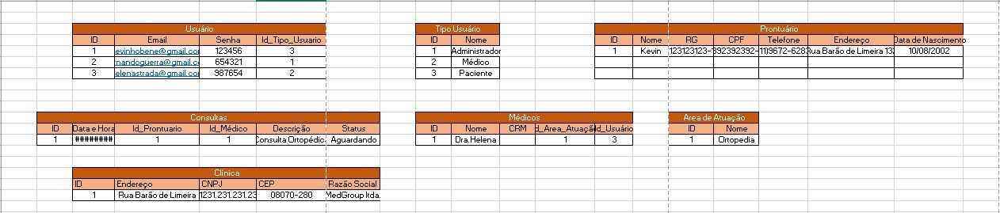 Usuário Tipo Usuário Prontuário
ID Email Senha Id_Tipo_Usuario ID Nome ID Nome RG CPF Telefone Endereço Data de Nascimento
1 evinhobene@gmail.co 123456 3 1 Administrador 1 Kevin 123123123- 392392392- 11)9672-6283 Rua Barão de Limeira 13 10/08/2002
2 nandoguerra@gmail.c 654321 1 2 Médico
3 elenastrada@gmail.co 987654 2 3 Paciente
Consultas Médicos Area de Atuação
ID Data e Hora Id_Prontuario Id_Médico Descrição Status ID Nome CRM d_Area_Atuação Id_Usuário ID Nome
1 ######## 1 1 Consulta Ortopédic Aguardando 1 Dra.Helena 1 3 1 Ortopedia
Clínica
ID Endereço CNPJ CEP Razão Social
1 Rua Barão de Limeira 1231.231.231.23 08070-280 MedGroup ltda.